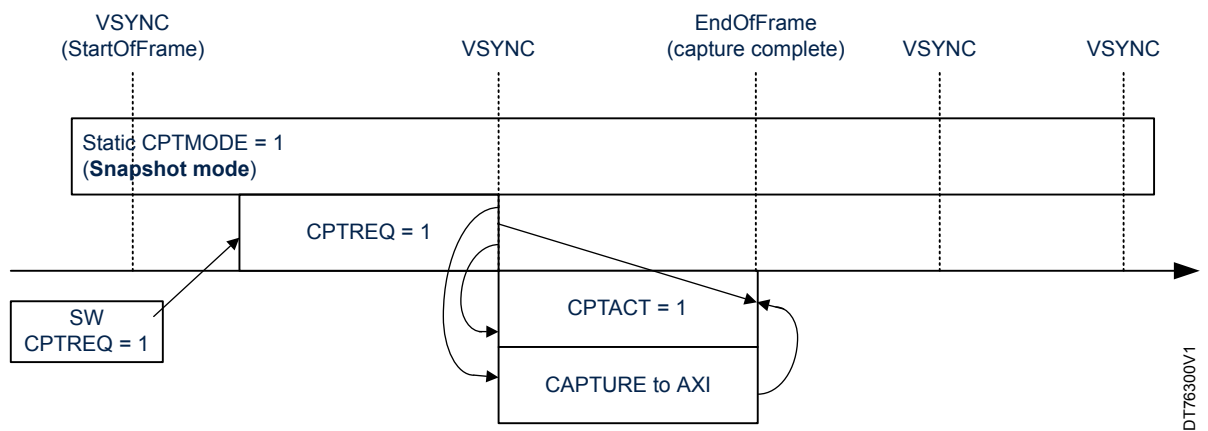 VSYNC
(StartOfFrame)
VSYNC
EndOfFrame
(capture complete)
VSYNC
VSYNC
Static CPTMODE = 1
(Snapshot mode)
CPTREQ = 1
SW
CPTREQ = 1
CPTACT = 1
CAPTURE to AXI
DT76300V1